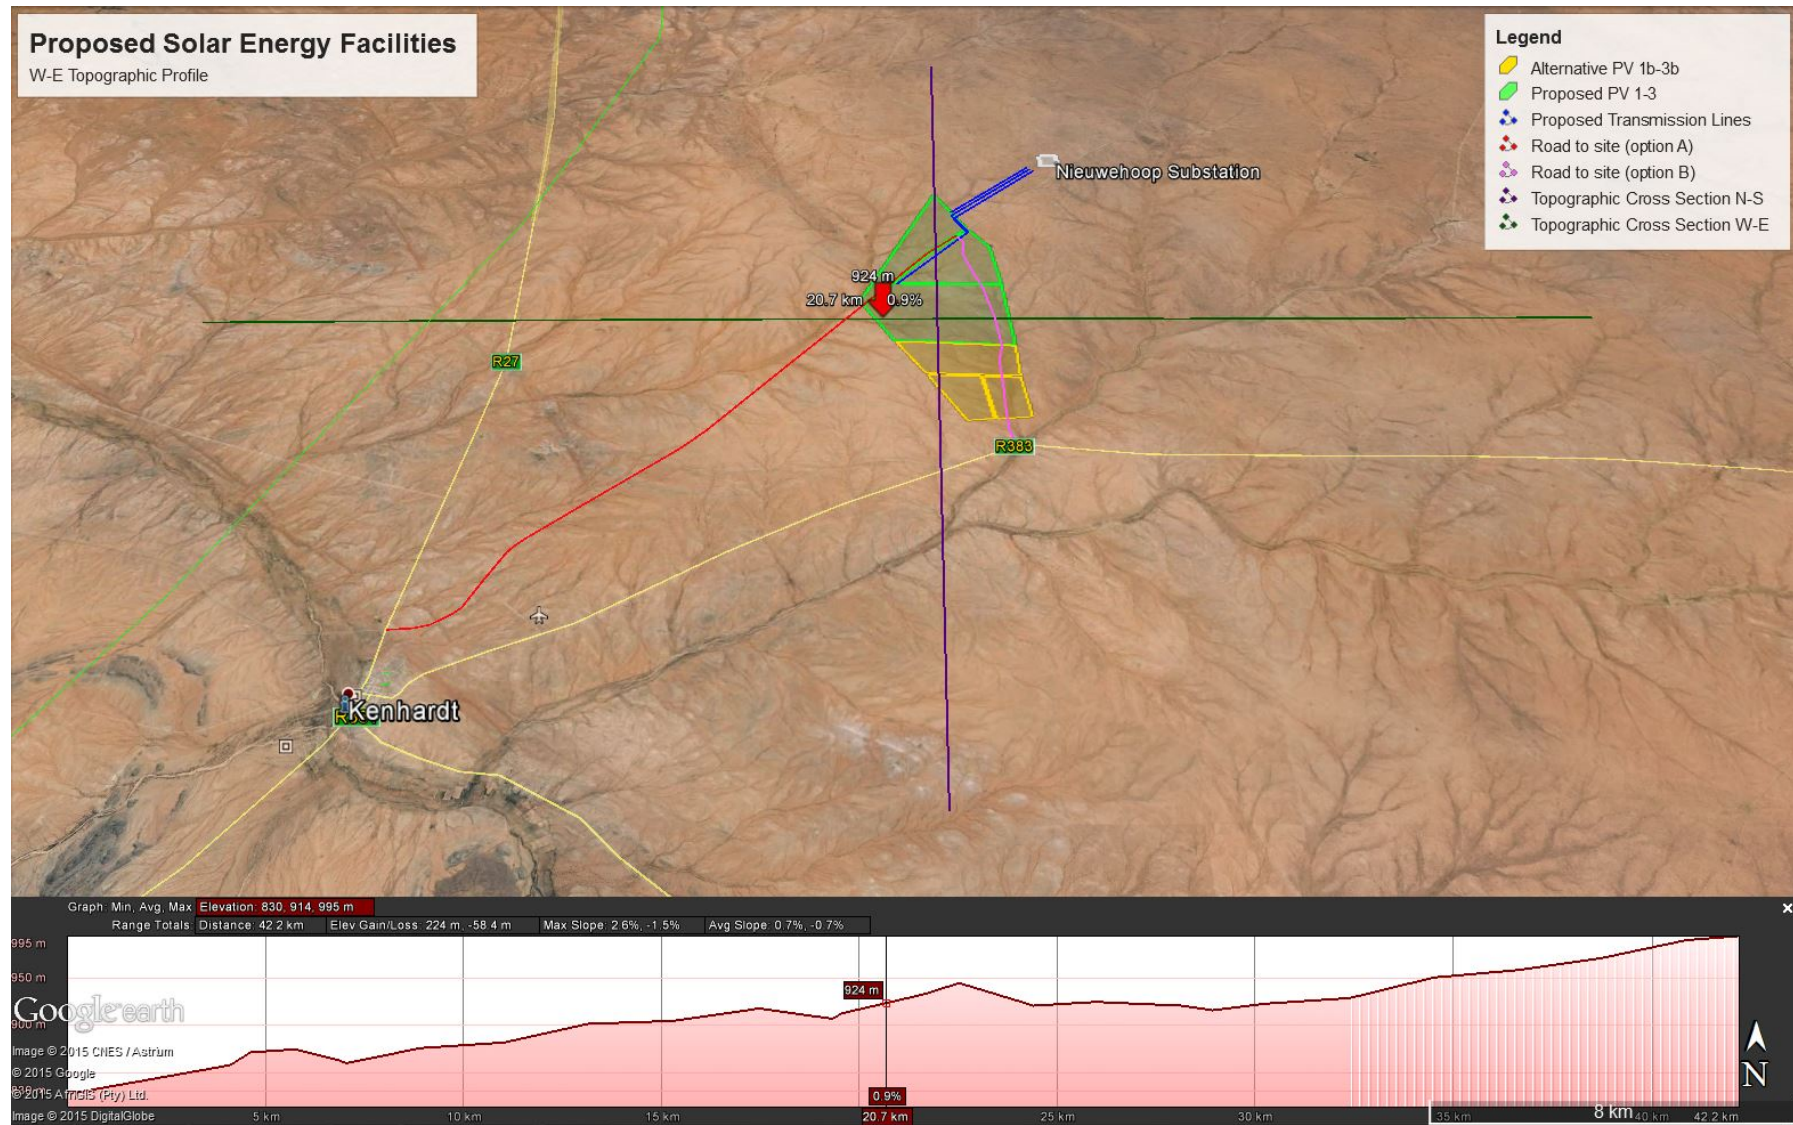 Proposed Solar Energy Facilities
W-E Topographic Profile
Legend
Alternative PV 1b-3b
Proposed PV 1-3
Proposed Transmission Lines
Road to site (option A)
Road to site (option B)
Topographic Cross Section N-S
Topographic Cross Section W-E
Nieuwehoop Substation
924 m
20.7 km 0.9%
R27
R383
Kenhardt
Graph: Min, Avg, Max Elevation: 830, 914, 995 m
Range Totals: Distance: 42.2 km Elev Gain/Loss: 224 m, -58.4 m Max Slope: 2.6%, -1.5% Avg Slope: 0.7%, -0.7%
995 m
950 m
924 m
Google earth
900 m
Image © 2015 CNES / Astrium
© 2015 Google
© 2015 AfriGIS (Pty) Ltd.
Image © 2015 DigitalGlobe
0.9%
5 km 10 km 15 km 20.7 km 25 km 30 km 35 km 40 km 42.2 km
8 km
N